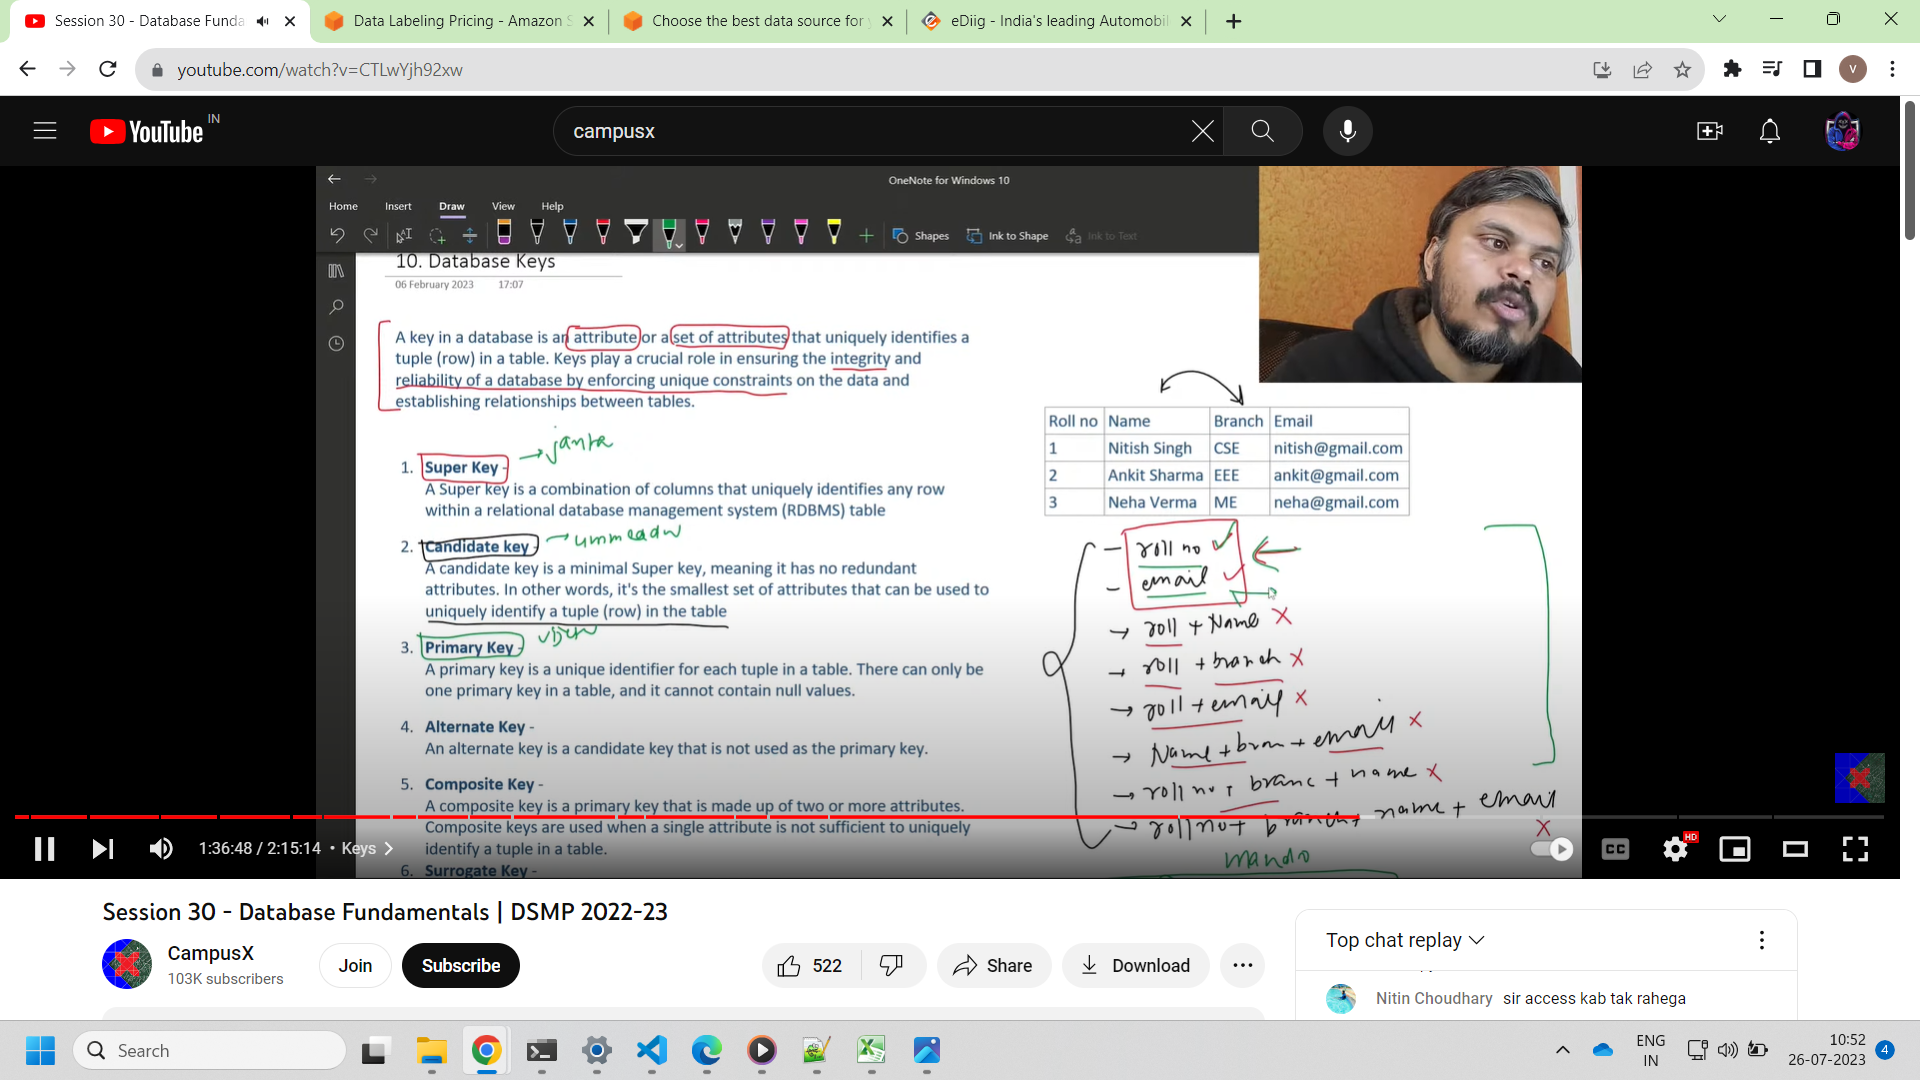 Session 30 - Database Funda
Data Labeling Pricing - Amazon S
Choose the best data source for y
eDiig - India's leading Automobil
youtube.com/watch?v=CTLwYjh92xw
V
YouTube IN
campusx
OneNote for Windows 10
Home Insert Draw View Help
Shapes Ink to Shape Ink to Text
10. Database Keys
06 February 2023 17:07
A key in a database is an attribute or a set of attributes that uniquely identifies a
tuple (row) in a table. Keys play a crucial role in ensuring the integrity and
reliability of a database by enforcing unique constraints on the data and
establishing relationships between tables.
→ janta
1. Super Key -
A Super key is a combination of columns that uniquely identifies any row
within a relational database management system (RDBMS) table
2. Candidate key -
A candidate key is a minimal Super key, meaning it has no redundant
attributes. In other words, it's the smallest set of attributes that can be used to
uniquely identify a tuple (row) in the table
3. Primary Key -
A primary key is a unique identifier for each tuple in a table. There can only be
one primary key in a table, and it cannot contain null values.
4. Alternate Key -
An alternate key is a candidate key that is not used as the primary key.
5. Composite Key -
A composite key is a primary key that is made up of two or more attributes.
Composite keys are used when a single attribute is not sufficient to uniquely
identify a tuple in a table.
6. Surrogate Key -
Roll no Name Branch Email
1 Nitish Singh CSE nitish@gmail.com
2 Ankit Sharma EEE ankit@gmail.com
3 Neha Verma ME neha@gmail.com
- roll no ✓
- email ✓
→ roll + Name X
→ roll + branch X
→ roll + email X
→ Name + bran + email X
→ roll no + branc + name X
→ roll no + branch + name + email X
1:36:48 / 2:15:14 • Keys
CC
HD
Session 30 - Database Fundamentals | DSMP 2022-23
CampusX
103K subscribers
Join
Subscribe
522
Share
Download
Top chat replay
Nitin Choudhary sir access kab tak rahega
Search
ENG
IN
10:52
26-07-2023
4